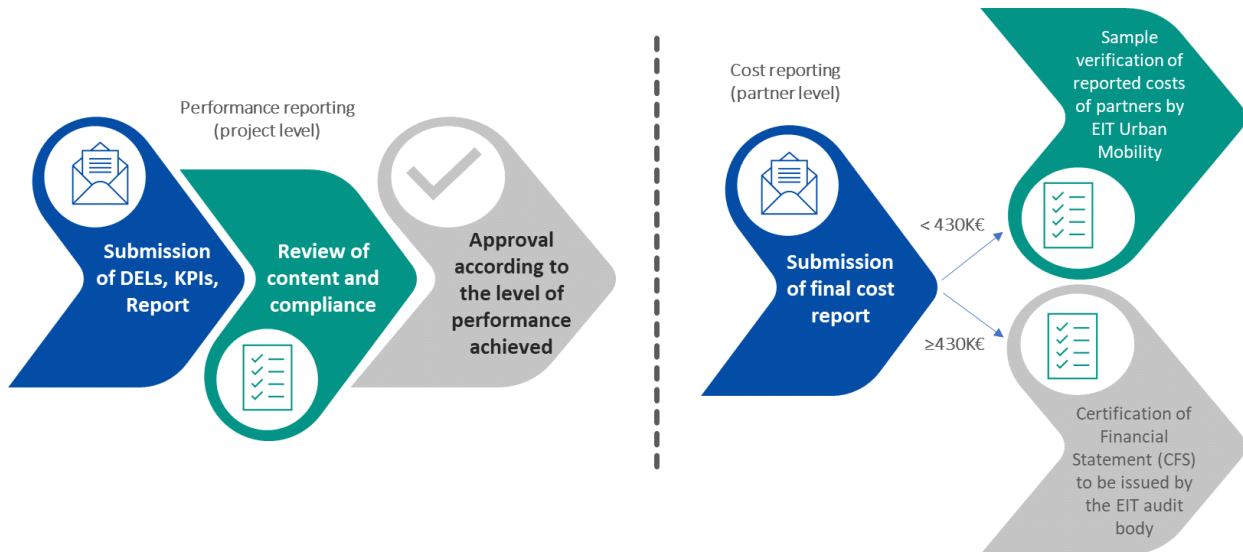 Performance reporting
(project level)
Submission
of DELs, KPIs,
Report
Review of
content and
compliance
Approval
according to
the level of
performance
achieved
Cost reporting
(partner level)
Submission
of final cost
report
< 430K€
≥430K€
Sample
verification of
reported costs
of partners by
EIT Urban
Mobility
Certification of
Financial
Statement (CFS)
to be issued by
the EIT audit
body